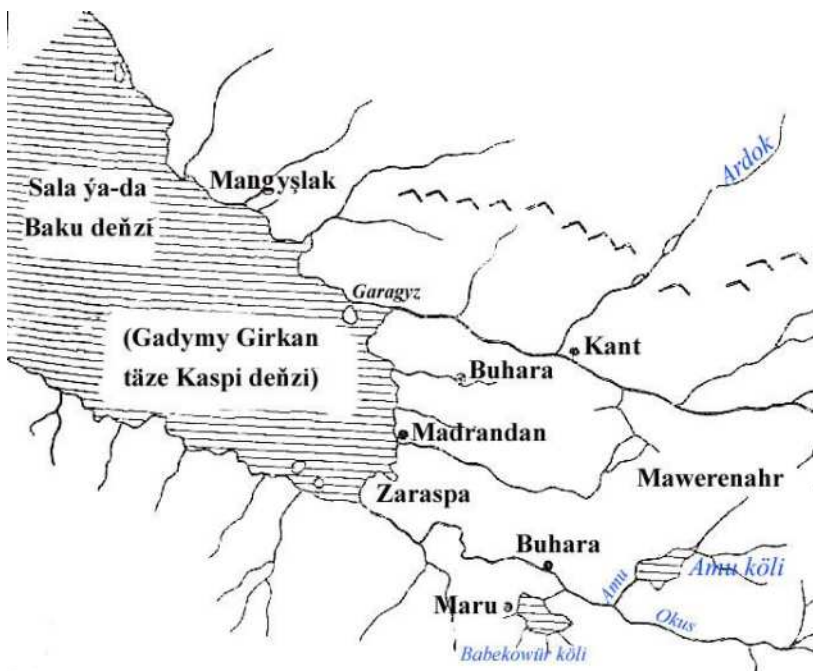 Ardok
Mangyşlak
Sala ýa-da
Baku deňzi
Garagyz
(Gadymy Girkan
täze Kaspi deňzi)
Kant
Buhara
Madrandan
Mawerenahr
Zaraspa
Buhara
Amu köli
Amu
Maru
Okus
Babekowür köli